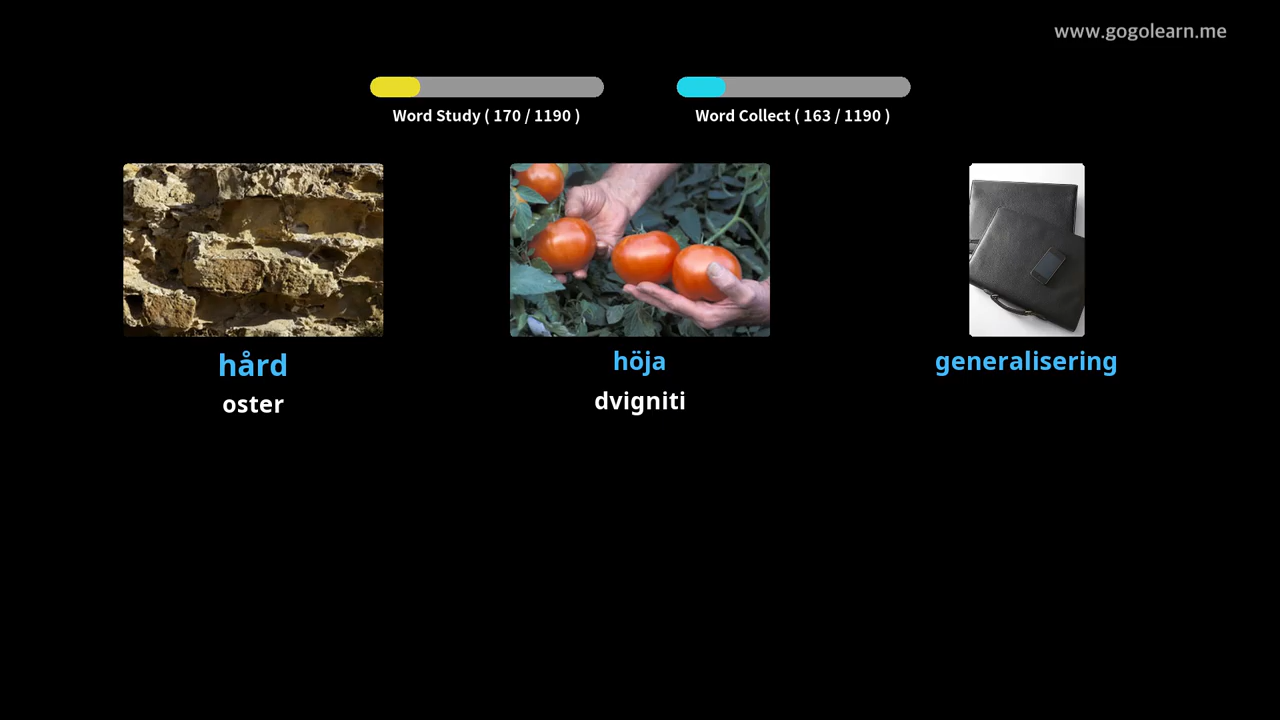 www.gogolearn.me
Word Study ( 170 / 1190 )
Word Collect ( 163 / 1190 )
hård
höja
generalisering
oster
dvigniti